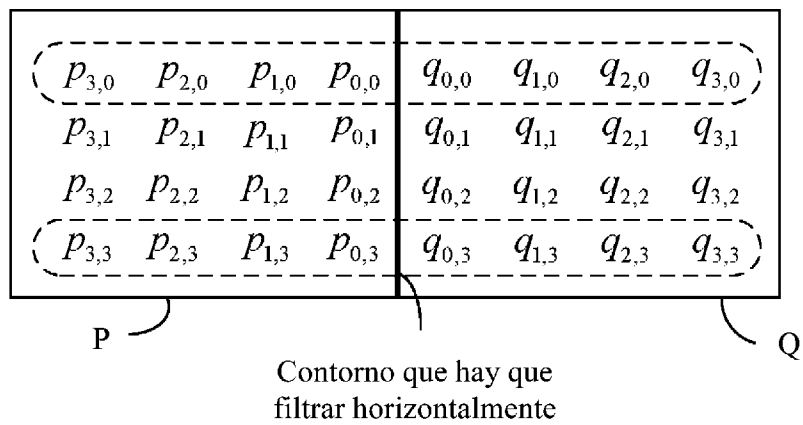 p3,0 p2,0 p1,0 p0,0 q0,0 q1,0 q2,0 q3,0
p3,1 p2,1 p1,1 p0,1 q0,1 q1,1 q2,1 q3,1
p3,2 p2,2 p1,2 p0,2 q0,2 q1,2 q2,2 q3,2
p3,3 p2,3 p1,3 p0,3 q0,3 q1,3 q2,3 q3,3
P Q
Contorno que hay que
filtrar horizontalmente